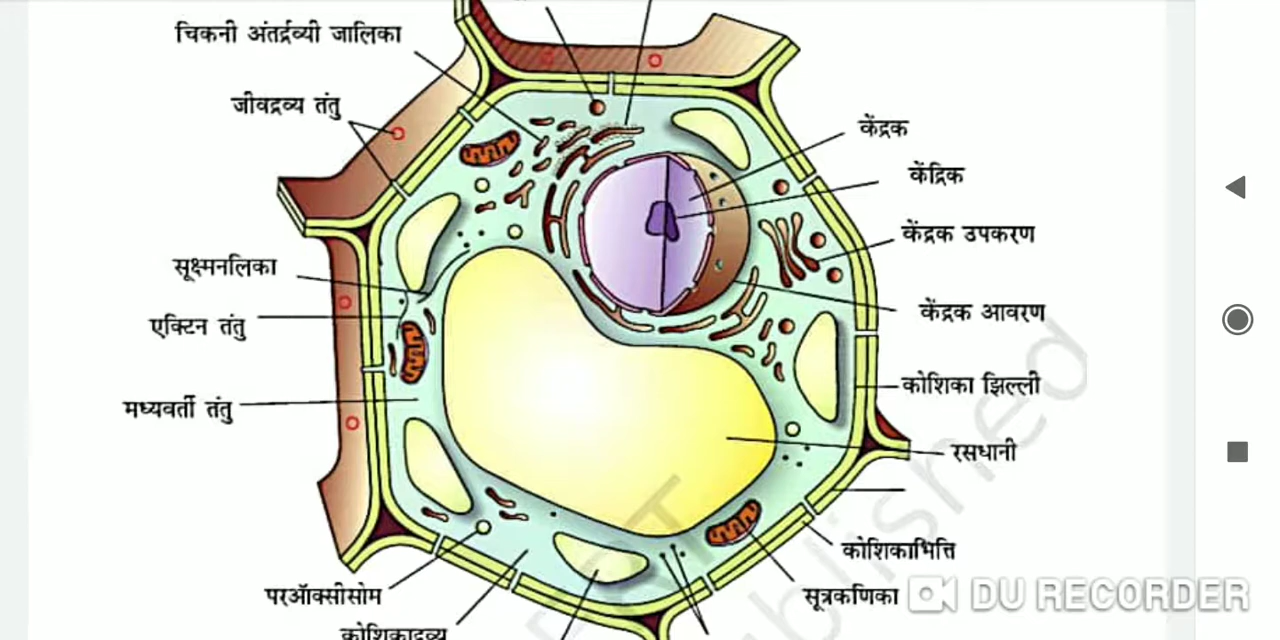 चिकनी अंतर्द्रव्यी जालिका
जीवद्रव्य तंतु
केंद्रक
केंद्रिक
केंद्रक उपकरण
सूक्ष्मनलिका
केंद्रक आवरण
एक्टिन तंतु
कोशिका झिल्ली
मध्यवर्ती तंतु
रसधानी
कोशिकाभित्ति
परऑक्सीसोम
सूत्रकणिका
DU RECORDER
कोशिकाद्रव्य